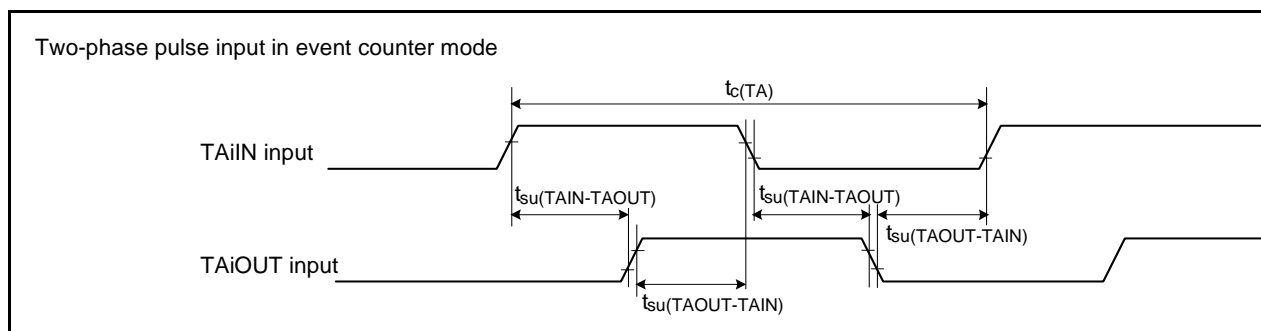 Two-phase pulse input in event counter mode
tc(TA)
TAiIN input
tsu(TAIN-TAOUT)
tsu(TAIN-TAOUT)
tsu(TAOUT-TAIN)
TAiOUT input
tsu(TAOUT-TAIN)